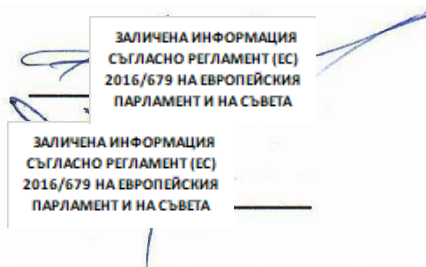 ЗАЛИЧЕНА ИНФОРМАЦИЯ
СЪГЛАСНО РЕГЛАМЕНТ (ЕС)
2016/679 НА ЕВРОПЕЙСКИЯ
ПАРЛАМЕНТ И НА СЪВЕТА
ЗАЛИЧЕНА ИНФОРМАЦИЯ
СЪГЛАСНО РЕГЛАМЕНТ (ЕС)
2016/679 НА ЕВРОПЕЙСКИЯ
ПАРЛАМЕНТ И НА СЪВЕТА